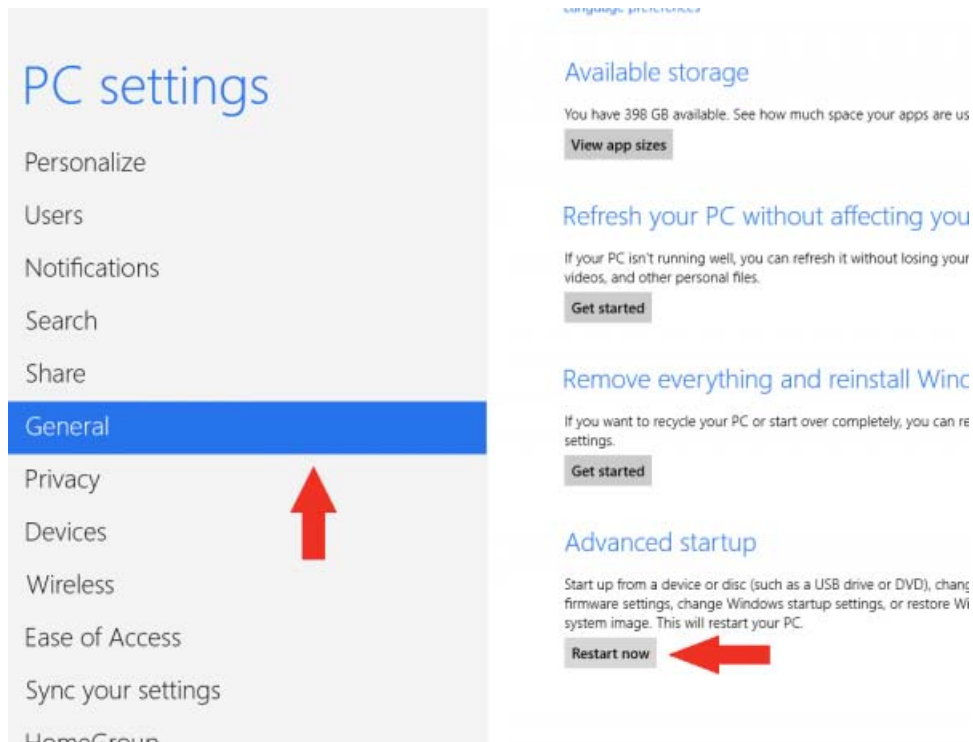 PC settings
Personalize
Users
Notifications
Search
Share
General
Privacy
Devices
Wireless
Ease of Access
Sync your settings
HomeGroup
Language preferences
Available storage
You have 398 GB available. See how much space your apps are us
View app sizes
Refresh your PC without affecting you
If your PC isn't running well, you can refresh it without losing your
videos, and other personal files.
Get started
Remove everything and reinstall Wind
If you want to recycle your PC or start over completely, you can re
settings.
Get started
Advanced startup
Start up from a device or disc (such as a USB drive or DVD), chang
firmware settings, change Windows startup settings, or restore Wi
system image. This will restart your PC.
Restart now